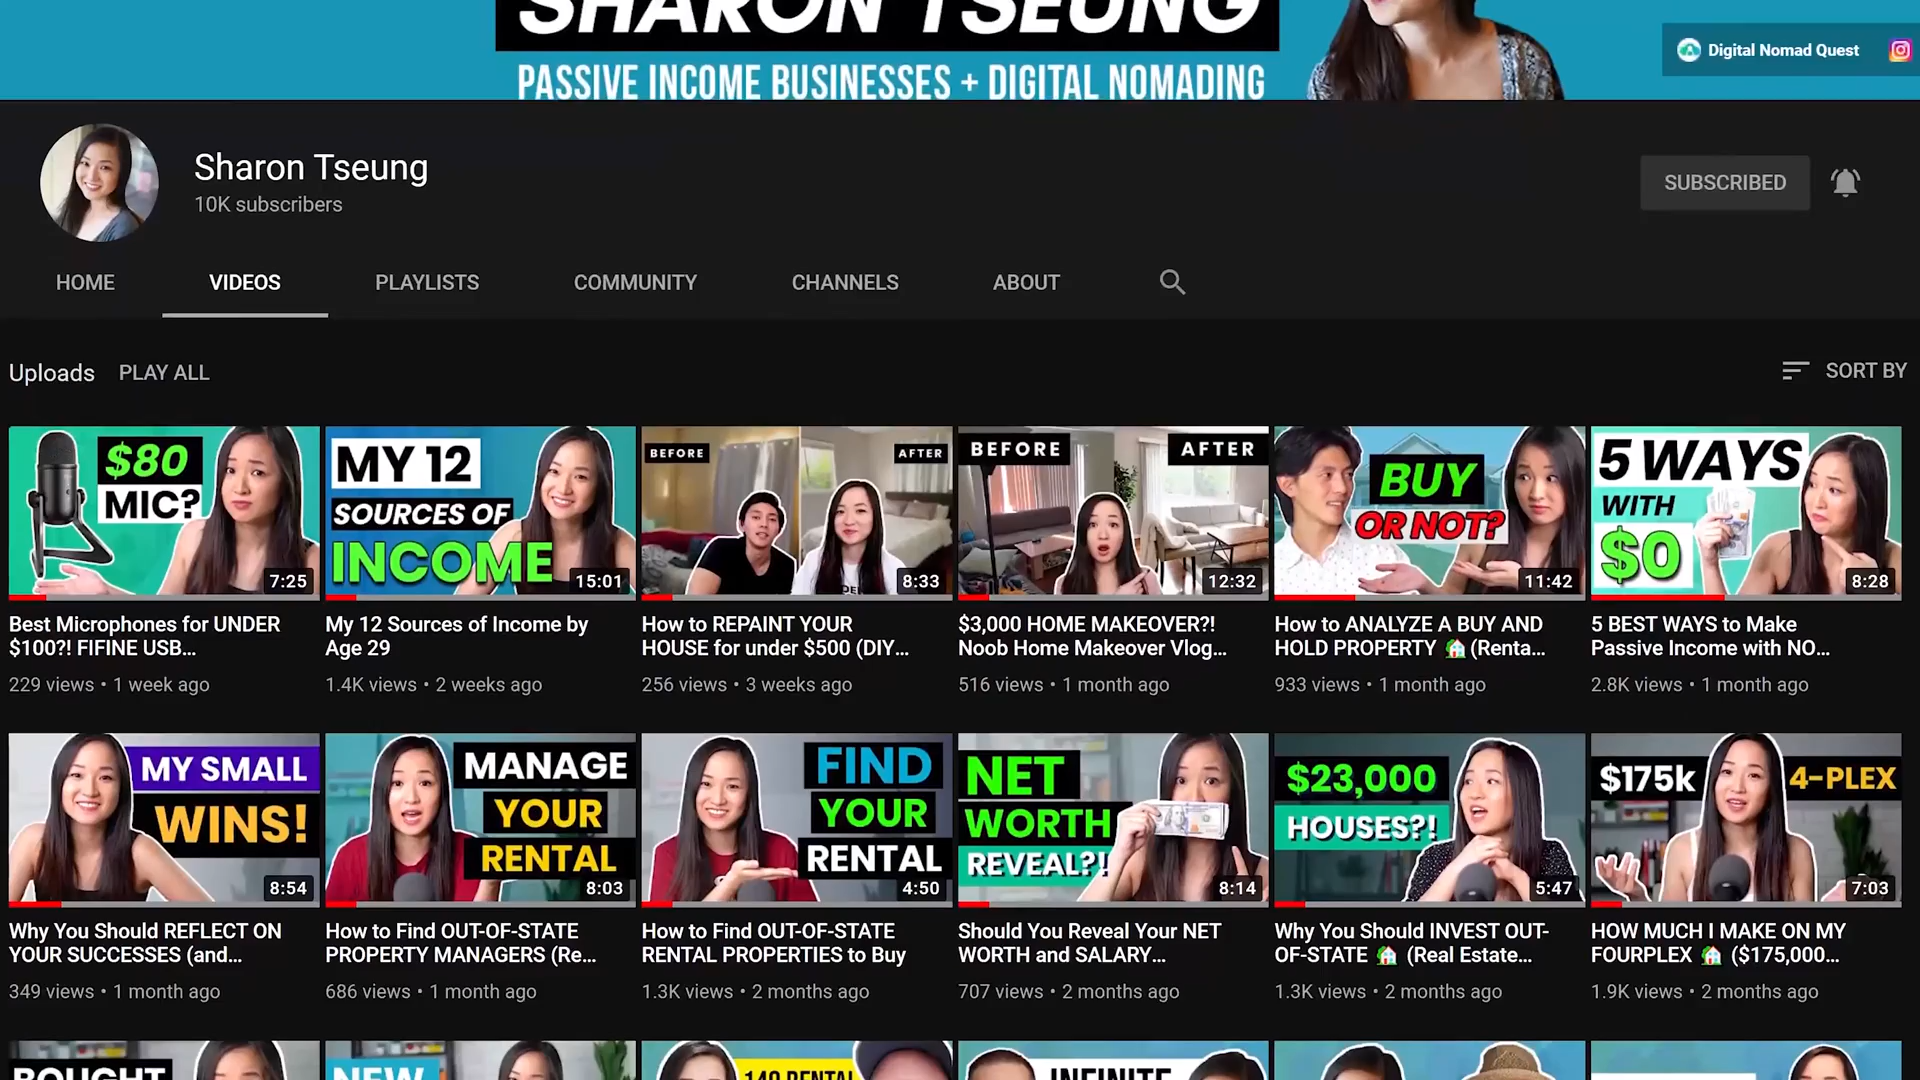 SHARON TSEUNG
PASSIVE INCOME BUSINESSES + DIGITAL NOMADING
Digital Nomad Quest
Sharon Tseung
10K subscribers
SUBSCRIBED
HOME VIDEOS PLAYLISTS COMMUNITY CHANNELS ABOUT
Uploads PLAY ALL
SORT BY
$80
MIC?
7:25
MY 12
SOURCES OF
INCOME
15:01
BEFORE
AFTER
8:33
BEFORE
AFTER
12:32
BUY
OR NOT?
11:42
5 WAYS
WITH
$0
8:28
Best Microphones for UNDER
$100?! FIFINE USB...
229 views • 1 week ago
My 12 Sources of Income by
Age 29
1.4K views • 2 weeks ago
How to REPAINT YOUR
HOUSE for under $500 (DIY...
256 views • 3 weeks ago
$3,000 HOME MAKEOVER?!
Noob Home Makeover Vlog...
516 views • 1 month ago
How to ANALYZE A BUY AND
HOLD PROPERTY 🏠 (Renta...
933 views • 1 month ago
5 BEST WAYS to Make
Passive Income with NO...
2.8K views • 1 month ago
MY SMALL
WINS!
8:54
MANAGE
YOUR
RENTAL
8:03
FIND
YOUR
RENTAL
4:50
NET
WORTH
REVEAL?!
8:14
$23,000
HOUSES?!
5:47
$175k
4-PLEX
7:03
Why You Should REFLECT ON
YOUR SUCCESSES (and...
349 views • 1 month ago
How to Find OUT-OF-STATE
PROPERTY MANAGERS (Re...
686 views • 1 month ago
How to Find OUT-OF-STATE
RENTAL PROPERTIES to Buy
1.3K views • 2 months ago
Should You Reveal Your NET
WORTH and SALARY...
707 views • 2 months ago
Why You Should INVEST OUT-
OF-STATE 🏠 (Real Estate...
1.3K views • 2 months ago
HOW MUCH I MAKE ON MY
FOURPLEX 🏠 ($175,000...
1.9K views • 2 months ago
BOUGHT
NEW
149 RENTAL
INFINITE